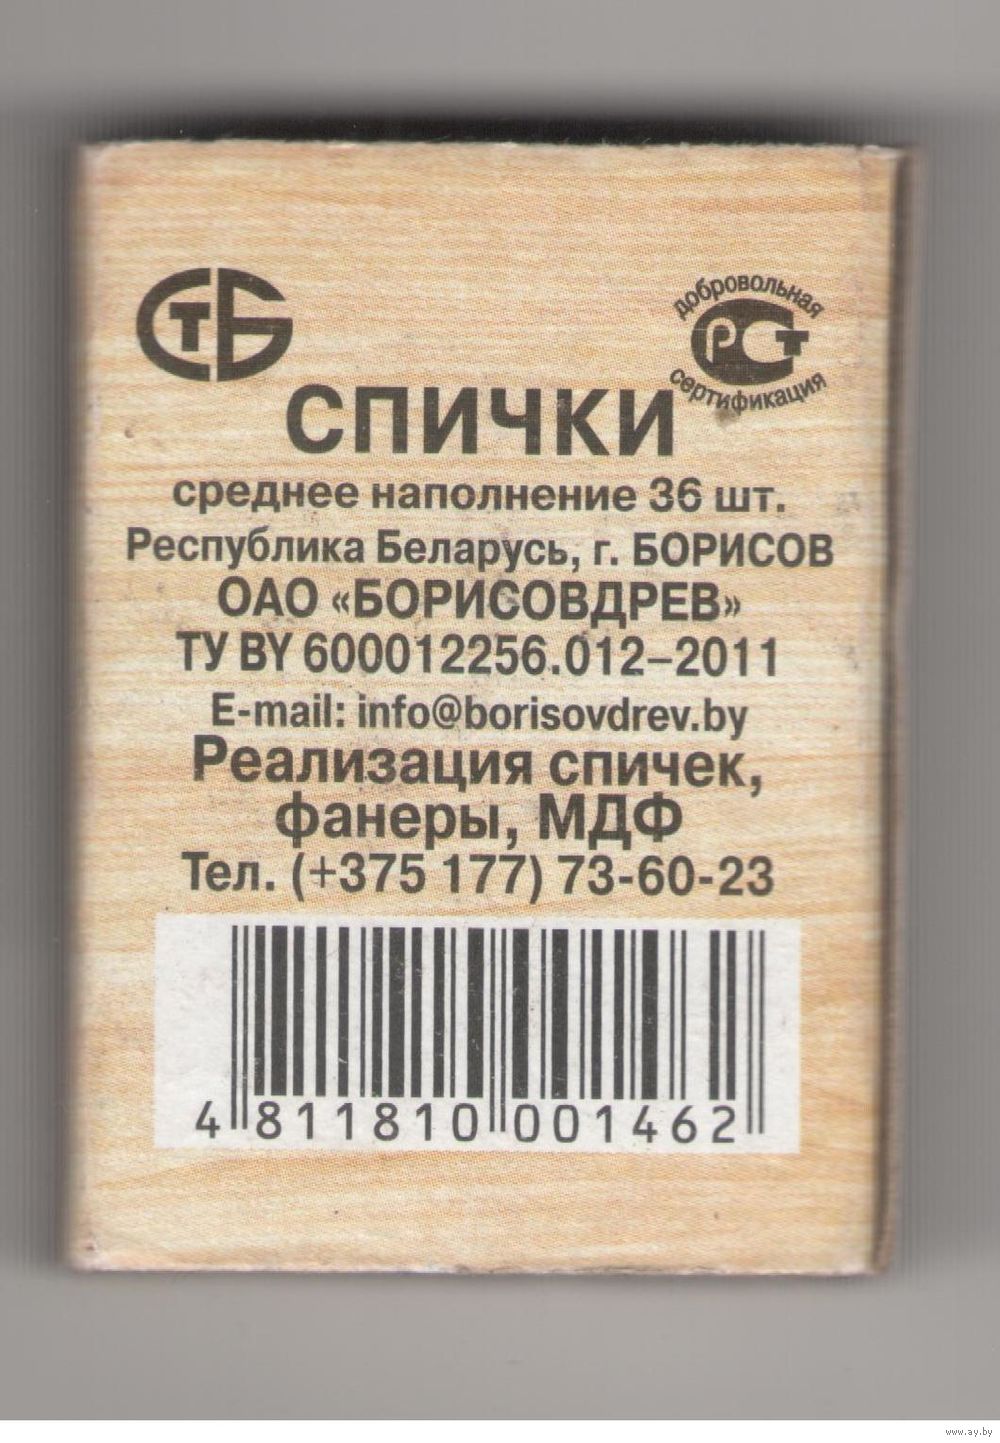 СТБ
добровольная
РСТ
сертификация
СПИЧКИ
среднее наполнение 36 шт.
Республика Беларусь, г. БОРИСОВ
ОАО «БОРИСОВДРЕВ»
ТУ BY 600012256.012–2011
E-mail: info@borisovdrev.by
Реализация спичек,
фанеры, МДФ
Тел. (+375 177) 73-60-23
4 811810 001462
www.ay.by